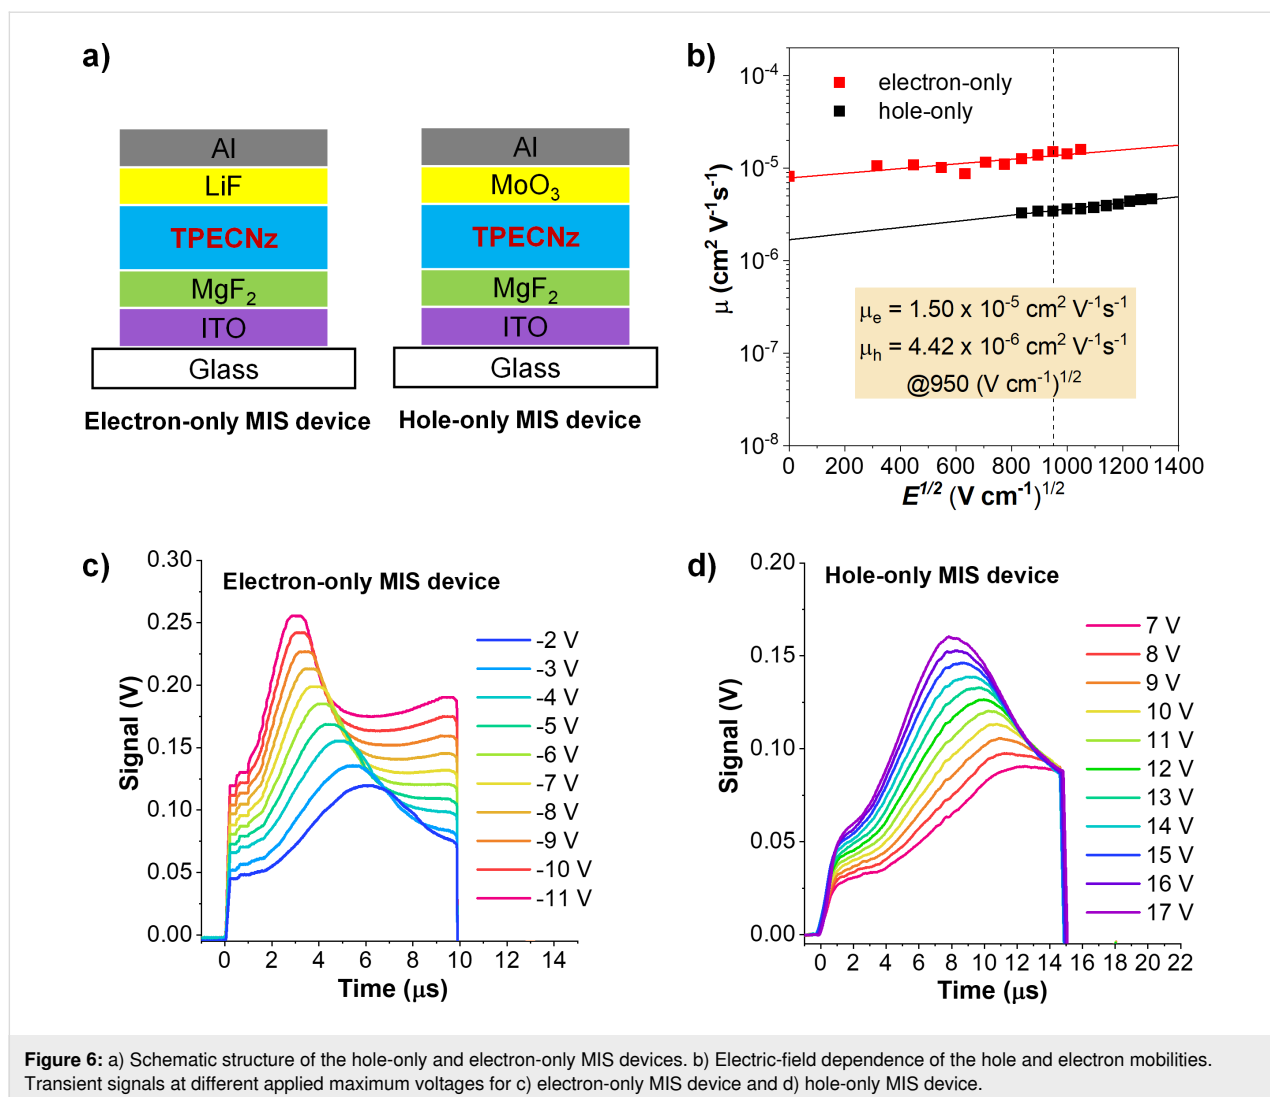 a)
Al
LiF
TPECNz
MgF2
ITO
Glass
Electron-only MIS device
Al
MoO3
TPECNz
MgF2
ITO
Glass
Hole-only MIS device
b)
electron-only
hole-only
μe = 1.50 x 10-5 cm2 V-1s-1
μh = 4.42 x 10-6 cm2 V-1s-1
@950 (V cm-1)1/2
10-4
10-5
10-6
10-7
10-8
μ (cm2 V-1s-1)
0 200 400 600 800 1000 1200 1400
E1/2 (V cm-1)1/2
c)
Electron-only MIS device
0.30
0.25
0.20
0.15
0.10
0.05
0.00
Signal (V)
-2 V
-3 V
-4 V
-5 V
-6 V
-7 V
-8 V
-9 V
-10 V
-11 V
0 2 4 6 8 10 12 14
Time (μs)
d)
Hole-only MIS device
0.20
0.15
0.10
0.05
0.00
Signal (V)
7 V
8 V
9 V
10 V
11 V
12 V
13 V
14 V
15 V
16 V
17 V
0 2 4 6 8 10 12 14 16 18 20 22
Time (μs)
Figure 6: a) Schematic structure of the hole-only and electron-only MIS devices. b) Electric-field dependence of the hole and electron mobilities.
Transient signals at different applied maximum voltages for c) electron-only MIS device and d) hole-only MIS device.